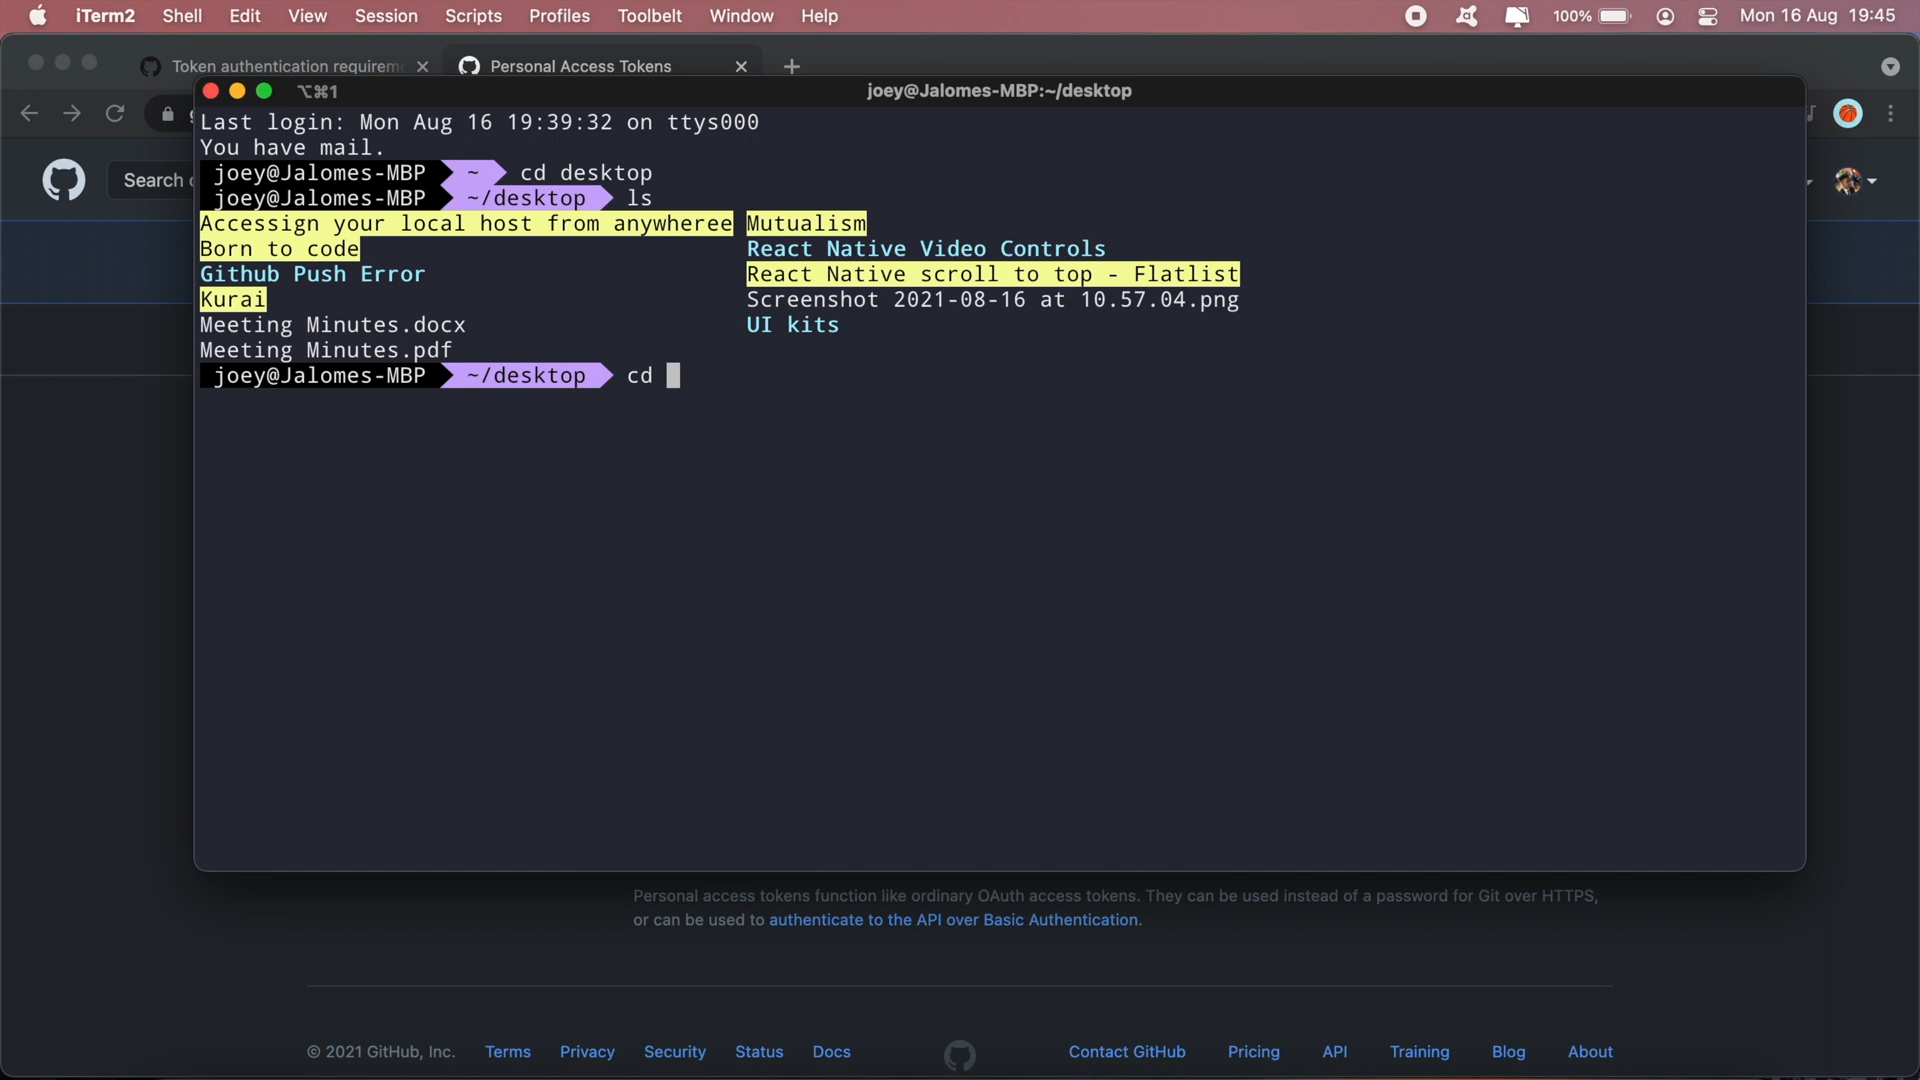 iTerm2 Shell Edit View Session Scripts Profiles Toolbelt Window Help 100% Mon 16 Aug 19:45
Token authentication requirem Personal Access Tokens
⌥⌘1 joey@Jalomes-MBP:~/desktop
Search
Last login: Mon Aug 16 19:39:32 on ttys000
You have mail.
joey@Jalomes-MBP ~ cd desktop
joey@Jalomes-MBP ~/desktop ls
Accessign your local host from anywheree Mutualism
Born to code React Native Video Controls
Github Push Error React Native scroll to top - Flatlist
Kurai Screenshot 2021-08-16 at 10.57.04.png
Meeting Minutes.docx UI kits
Meeting Minutes.pdf
joey@Jalomes-MBP ~/desktop cd
Personal access tokens function like ordinary OAuth access tokens. They can be used instead of a password for Git over HTTPS,
or can be used to authenticate to the API over Basic Authentication.
© 2021 GitHub, Inc. Terms Privacy Security Status Docs Contact GitHub Pricing API Training Blog About